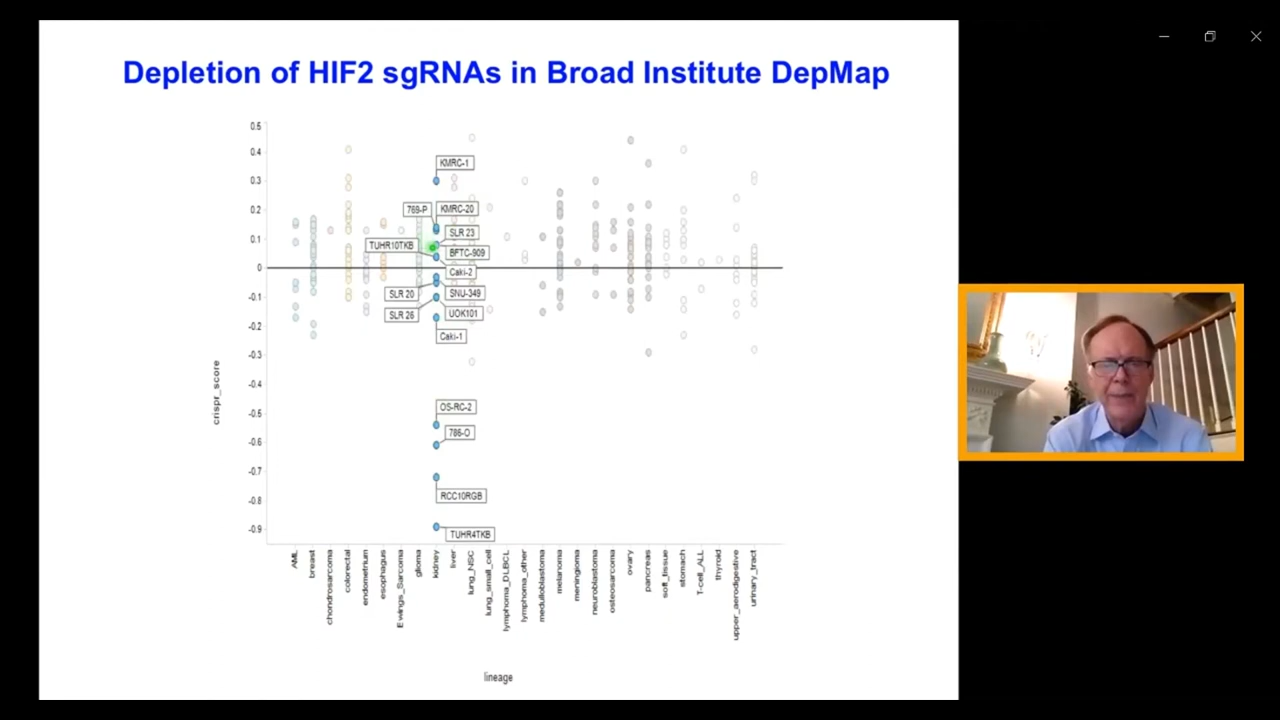 Depletion of HIF2 sgRNAs in Broad Institute DepMap
0.5
0.4
0.3
0.2
0.1
0
-0.1
-0.2
-0.3
-0.4
-0.5
-0.6
-0.7
-0.8
-0.9
crispr_score
KMRC-1
769-P
KMRC-20
SLR 23
TUHR10TKB
BFTC-909
Caki-2
SLR 20
SNU-349
SLR 26
UOK101
Caki-1
OS-RC-2
786-O
RCC10RGB
TUHR4TKB
AML
breast
chondrosarcoma
colorectal
endometrium
esophagus
Ewings_Sarcoma
glioma
kidney
liver
lung_NSC
lung_small_cell
lymphoma_DLBCL
lymphoma_other
medulloblastoma
melanoma
meningioma
neuroblastoma
osteosarcoma
ovary
pancreas
soft_tissue
stomach
T-cell_ALL
thyroid
upper_aerodigestive
urinary_tract
lineage